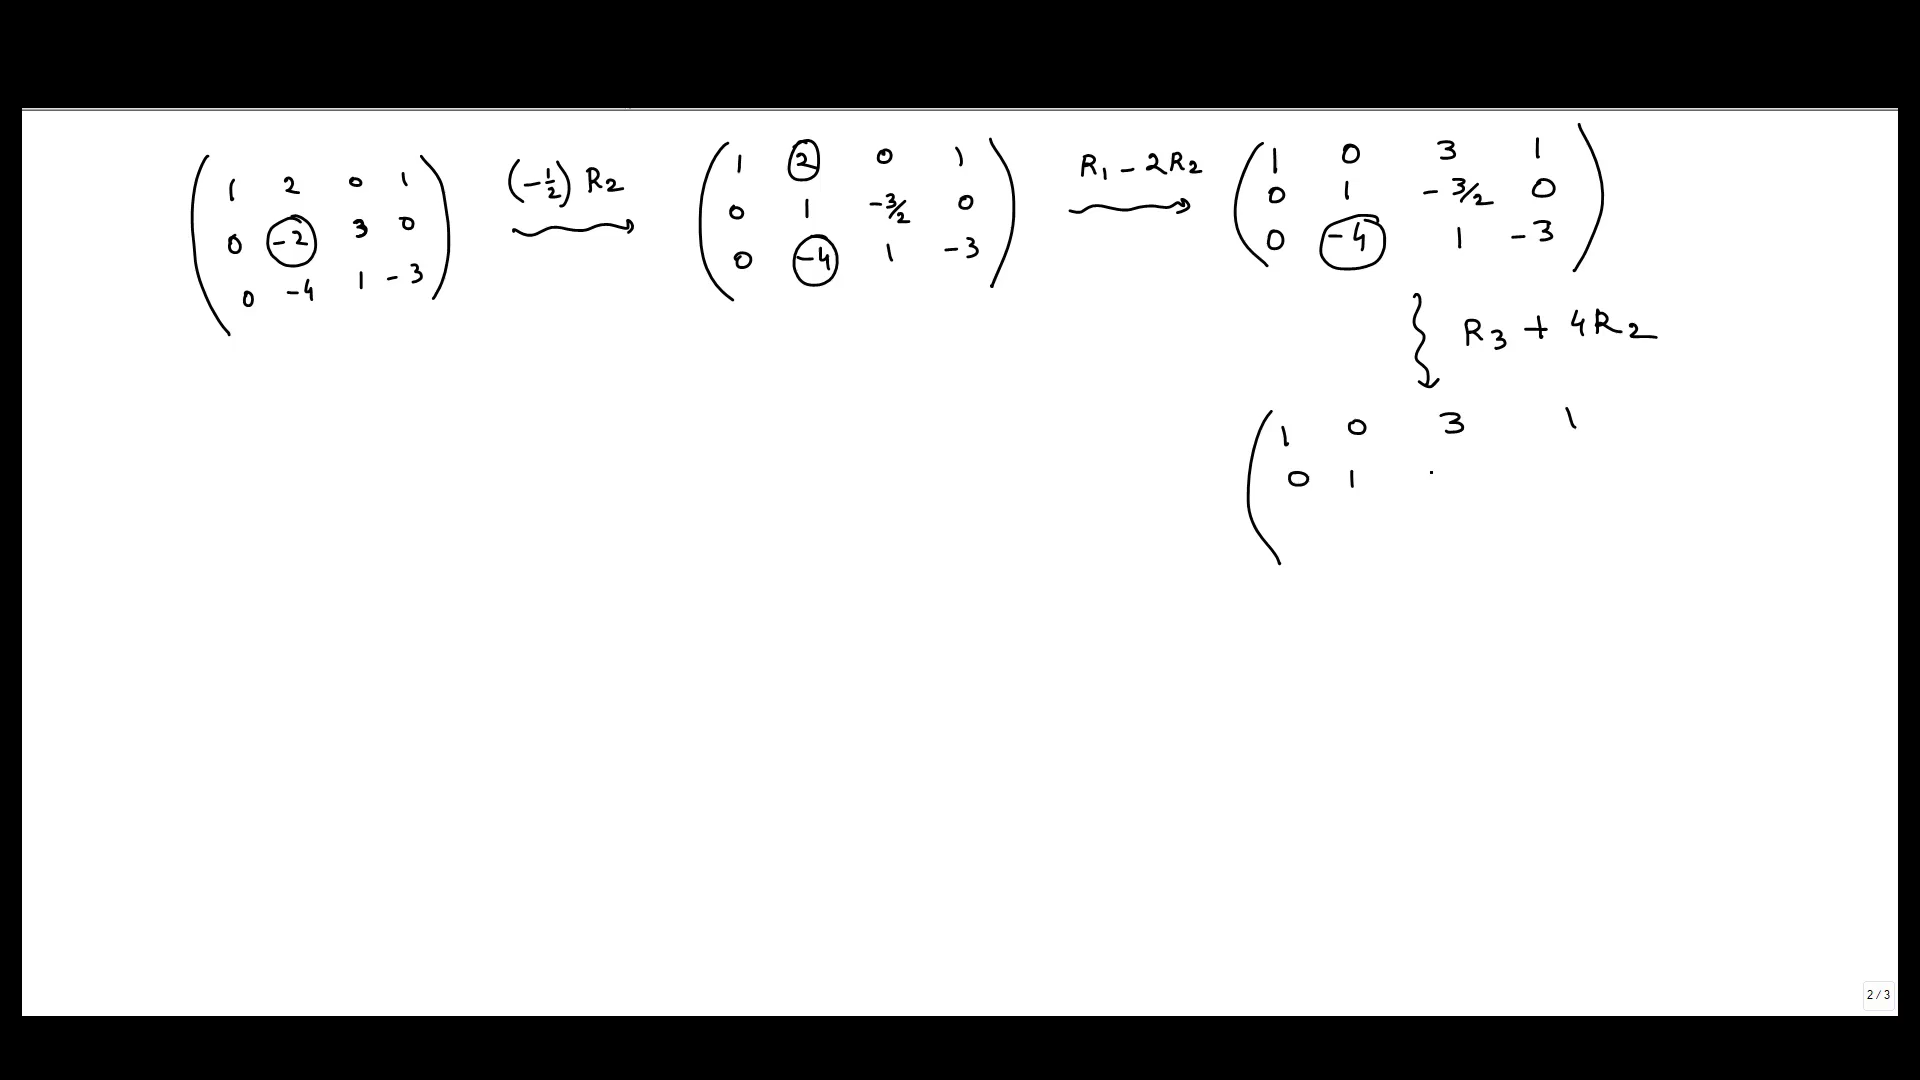 1 2 0 1
0 -2 3 0
0 -4 1 -3
(-1/2) R2
1 2 0 1
0 1 -3/2 0
0 -4 1 -3
R1 - 2R2
1 0 3 1
0 1 -3/2 0
0 -4 1 -3
R3 + 4R2
1 0 3 1
0 1
2 / 3